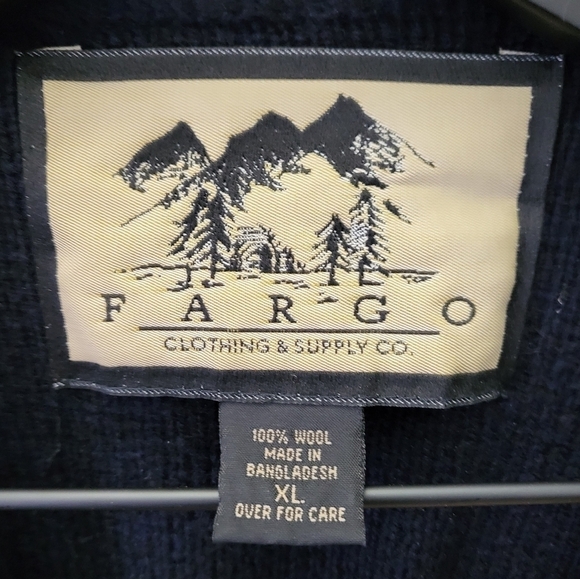 FARGO
CLOTHING & SUPPLY CO.
100% WOOL
MADE IN
BANGLADESH
XL.
OVER FOR CARE